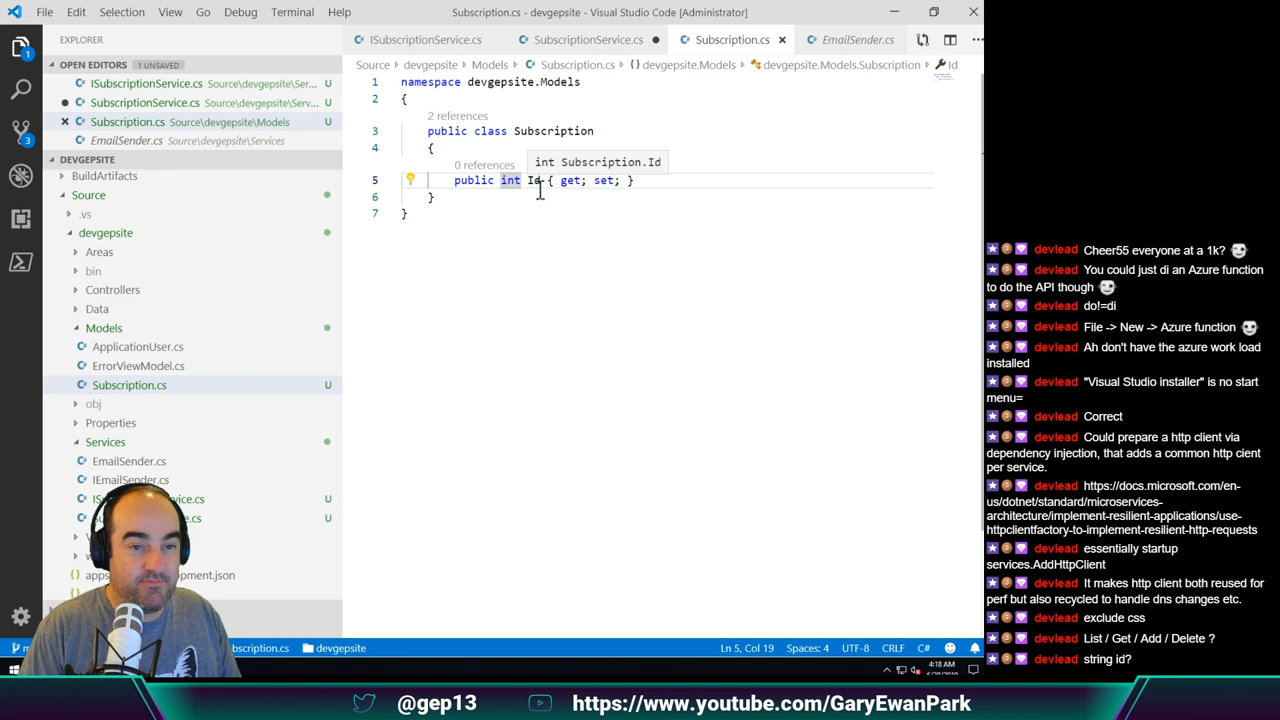 File Edit Selection View Go Debug Terminal Help
Subscription.cs - devgepsite - Visual Studio Code [Administrator]
EXPLORER
OPEN EDITORS 1 UNSAVED
ISubscriptionService.cs Source\devgepsite\Ser...
SubscriptionService.cs Source\devgepsite\Serv...
Subscription.cs Source\devgepsite\Models U
EmailSender.cs Source\devgepsite\Services
DEVGEPSITE
BuildArtifacts
Source
.vs
devgepsite
Areas
bin
Controllers
Data
Models
ApplicationUser.cs
ErrorViewModel.cs
Subscription.cs U
obj
Properties
Services
EmailSender.cs
IEmailSender.cs
ISubscriptionService.cs Subscription.cs EmailSender.cs
SubscriptionService.cs
Source devgepsite Models Subscription.cs {} devgepsite.Models devgepsite.Models.Subscription Id
1 namespace devgepsite.Models
2 {
2 references
3 public class Subscription
4 {
0 references
int Subscription.Id
5 public int Id { get; set; }
6 }
7 }
devlead Cheer55 everyone at a 1k?
devlead You could just di an Azure function
to do the API though
devlead do!=di
devlead File -> New -> Azure function
devlead Ah don't have the azure work load
installed
devlead "Visual Studio installer" is no start
menu=
devlead Correct
devlead Could prepare a http client via
dependency injection, that adds a common http cient
per service.
devlead https://docs.microsoft.com/en-
us/dotnet/standard/microservices-
architecture/implement-resilient-applications/use-
httpclientfactory-to-implement-resilient-http-requests
devlead essentially startup
services.AddHttpClient
devlead It makes http client both reused for
perf but also recycled to handle dns changes etc.
devlead exclude css
devlead List / Get / Add / Delete ?
devlead string id?
Ln 5, Col 19 Spaces: 4 UTF-8 CRLF C#
devgepsite
4:18 AM
@gep13 https://www.youtube.com/GaryEwanPark